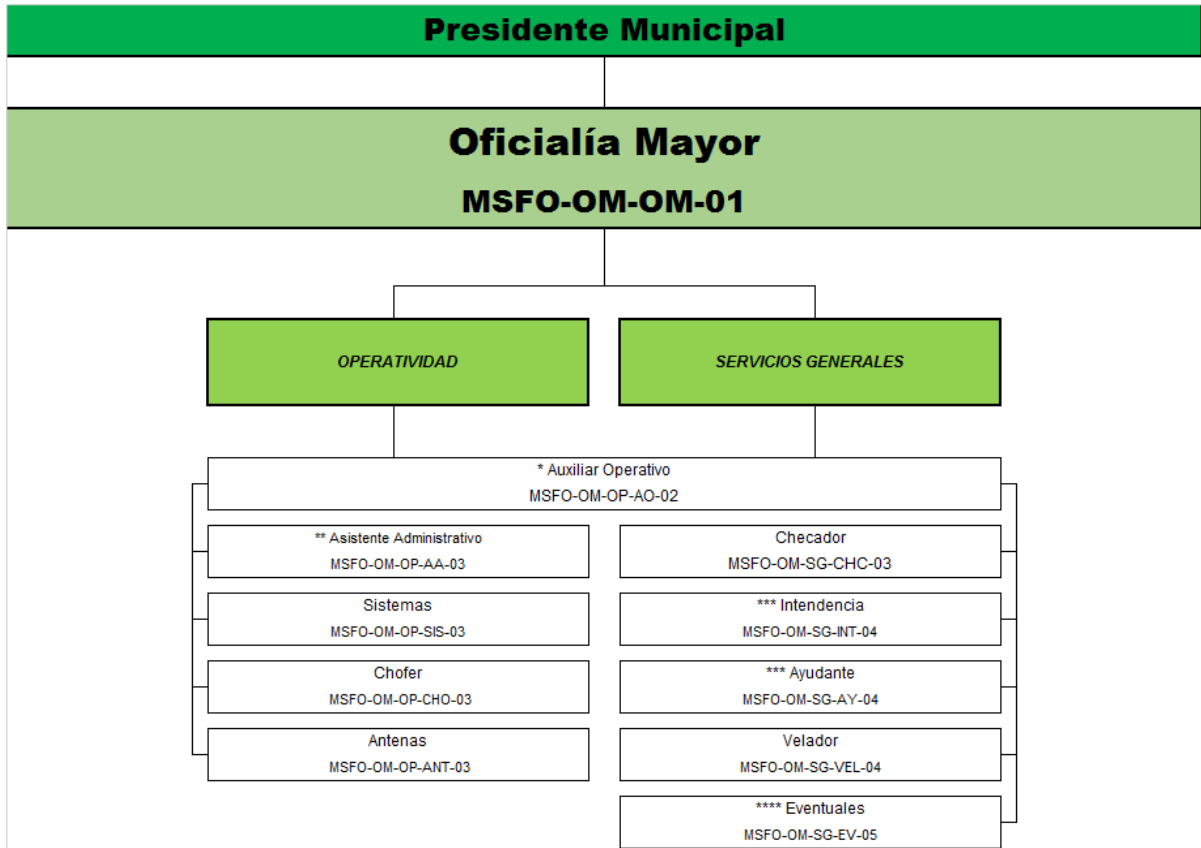 Presidente Municipal
Oficialía Mayor
MSFO-OM-OM-01
OPERATIVIDAD
SERVICIOS GENERALES
* Auxiliar Operativo
MSFO-OM-OP-AO-02
** Asistente Administrativo
MSFO-OM-OP-AA-03
Checador
MSFO-OM-SG-CHC-03
Sistemas
MSFO-OM-OP-SIS-03
*** Intendencia
MSFO-OM-SG-INT-04
Chofer
MSFO-OM-OP-CHO-03
*** Ayudante
MSFO-OM-SG-AY-04
Antenas
MSFO-OM-OP-ANT-03
Velador
MSFO-OM-SG-VEL-04
**** Eventuales
MSFO-OM-SG-EV-05